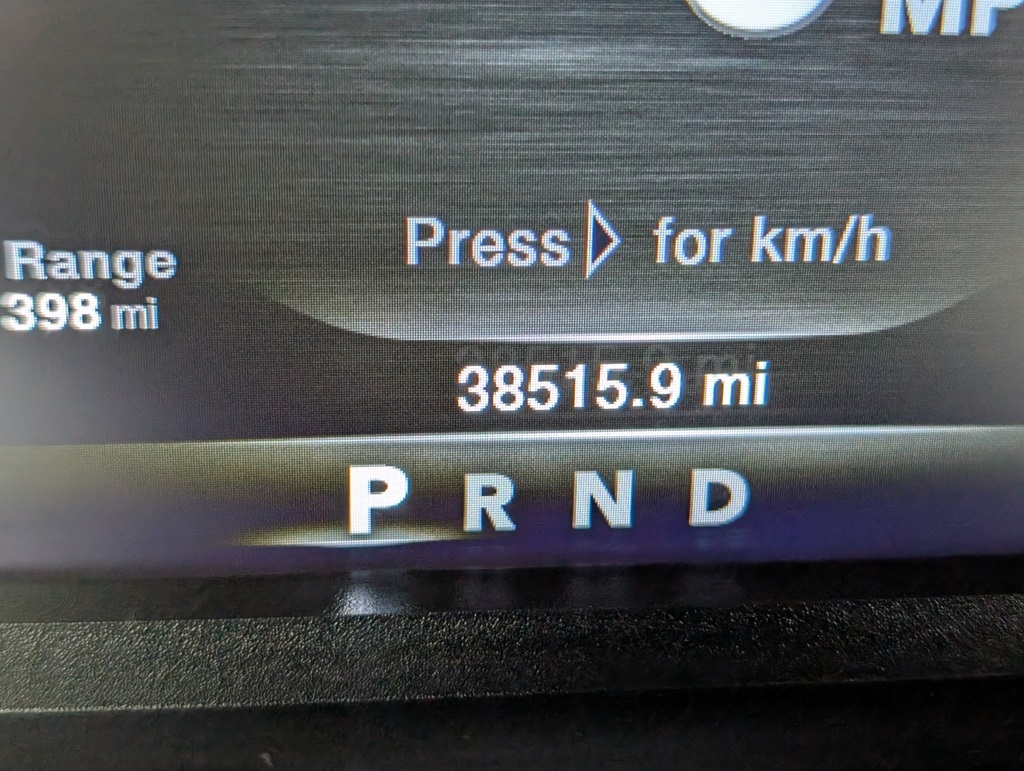 MP
Press ▷ for km/h
Range
398 mi
38515.9 mi
P R N D